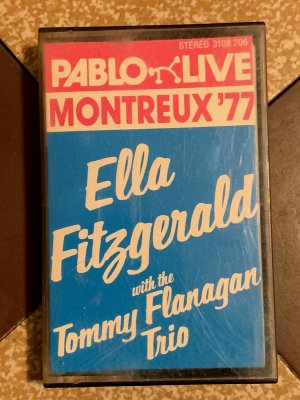 STEREO 3108 206
PABLO LIVE
MONTREUX '77
Ella
Fitzgerald
with the
Tommy Flanagan
Trio